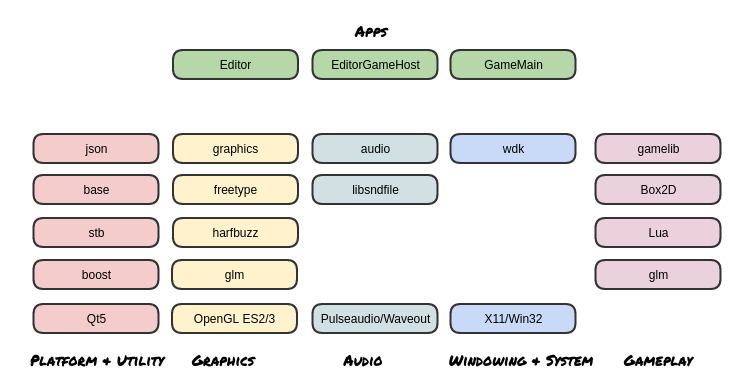 Apps
Editor EditorGameHost GameMain
json graphics audio wdk gamelib
base freetype libsndfile Box2D
stb harfbuzz Lua
boost glm glm
Qt5 OpenGL ES2/3 Pulseaudio/Waveout X11/Win32
Platform & Utility Graphics Audio Windowing & System Gameplay